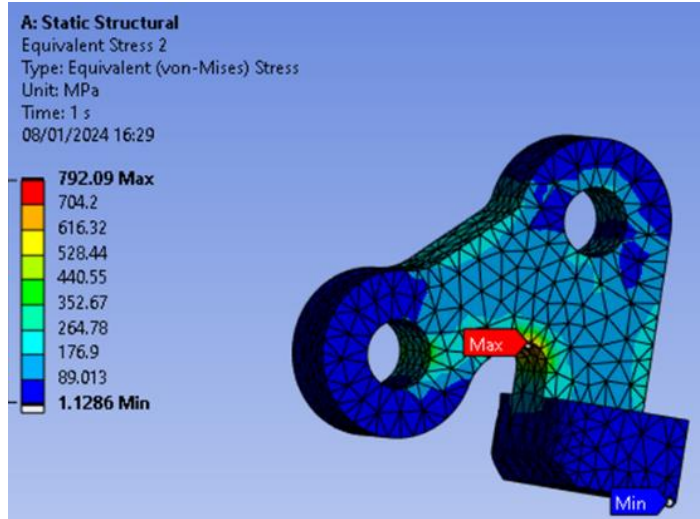 A: Static Structural
Equivalent Stress 2
Type: Equivalent (von-Mises) Stress
Unit: MPa
Time: 1 s
08/01/2024 16:29
792.09 Max
704.2
616.32
528.44
440.55
352.67
264.78
176.9
89.013
1.1286 Min
Max
Min